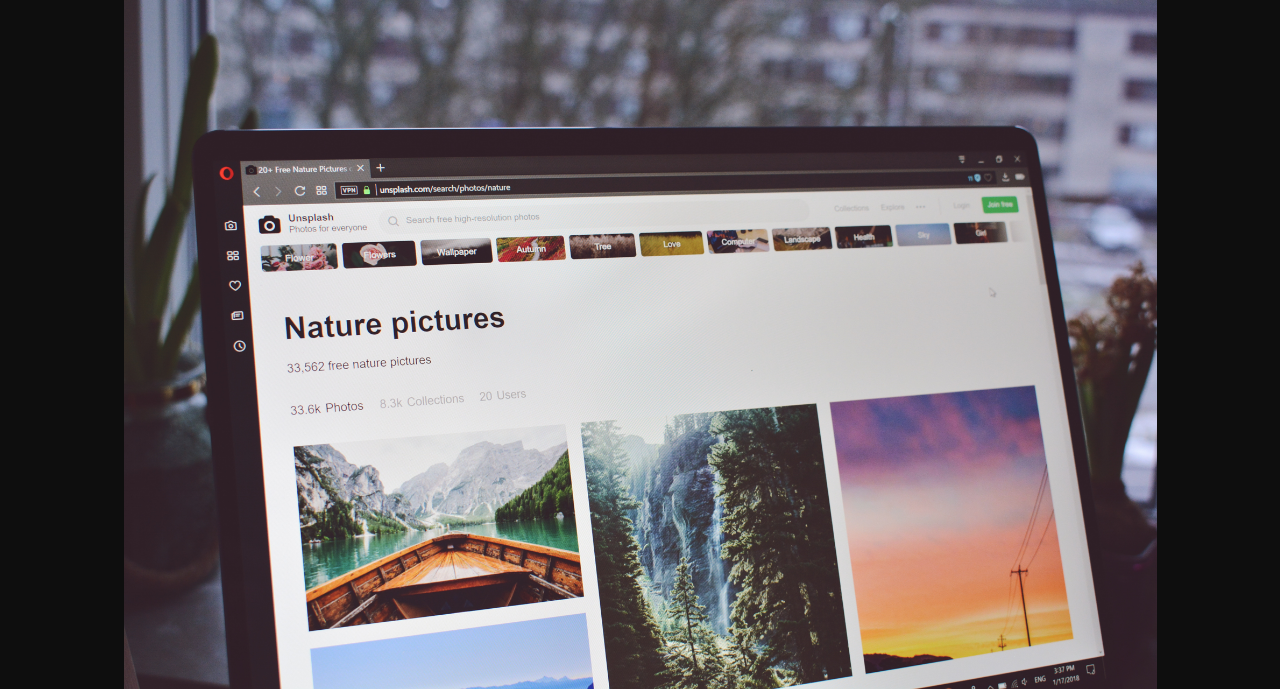 20+ Free Nature Pictures
VPN unsplash.com/search/photos/nature
Unsplash
Photos for everyone
Search free high-resolution photos
Collections Explore Login Join free
Flower Flowers Wallpaper Autumn Tree Love Computer Landscape Health Sky Girl
Nature pictures
33,562 free nature pictures
33.6k Photos 8.3k Collections 20 Users
ENG 3:37 PM
1/17/2018